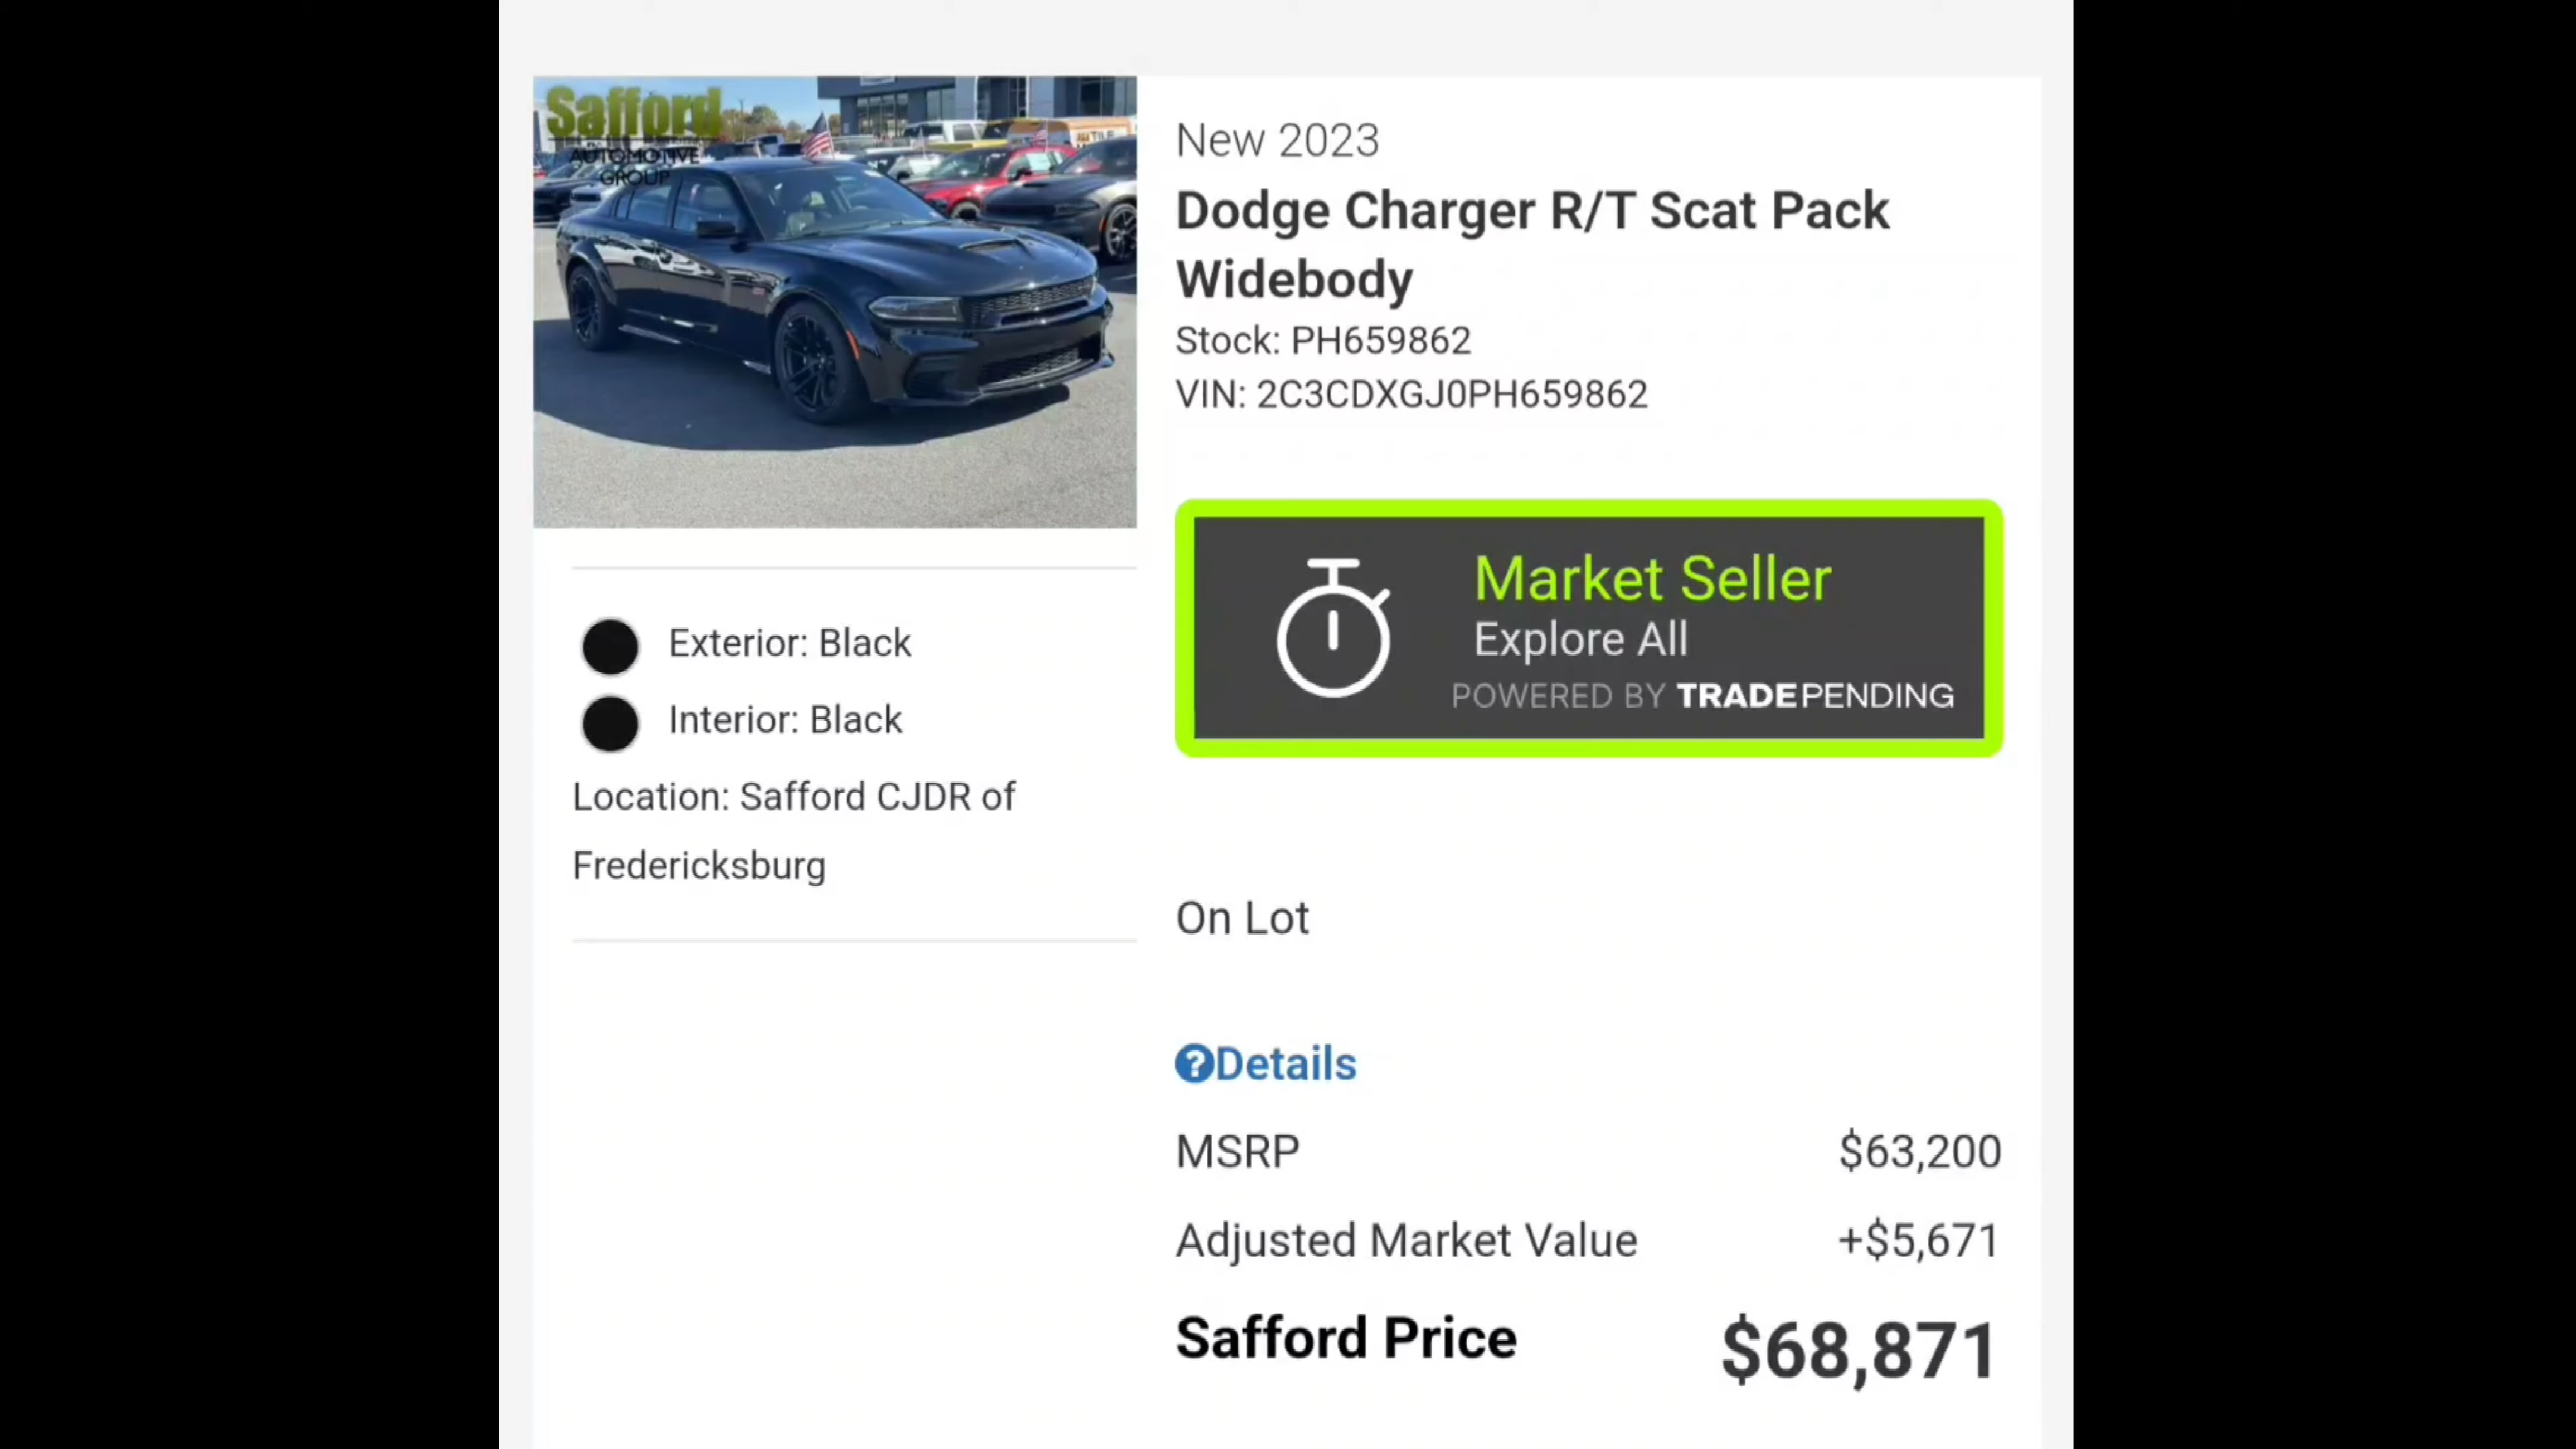 Safford
AUTOMOTIVE
GROUP
New 2023
Dodge Charger R/T Scat Pack
Widebody
Stock: PH659862
VIN: 2C3CDXGJ0PH659862
Market Seller
Explore All
POWERED BY TRADEPENDING
Exterior: Black
Interior: Black
Location: Safford CJDR of
Fredericksburg
On Lot
?Details
MSRP $63,200
Adjusted Market Value +$5,671
Safford Price $68,871